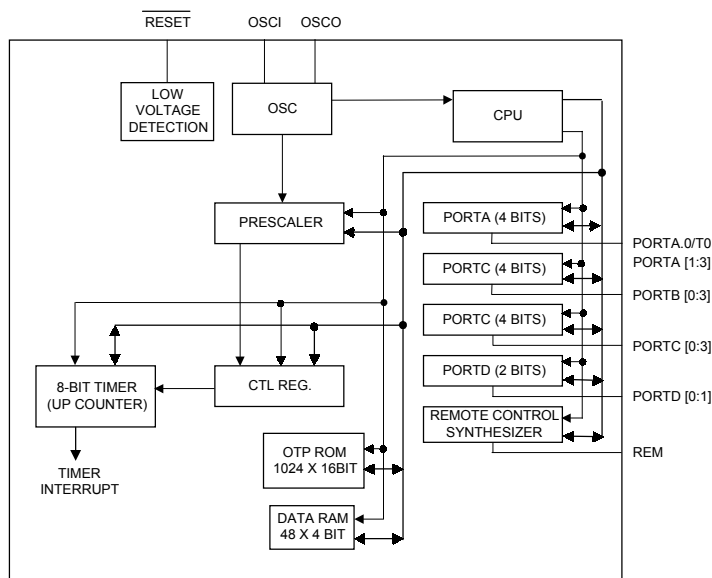 RESET
OSCI
OSCO
LOW
VOLTAGE
DETECTION
OSC
CPU
PRESCALER
PORTA (4 BITS)
PORTA.0/T0
PORTA [1:3]
PORTC (4 BITS)
PORTB [0:3]
PORTC (4 BITS)
PORTC [0:3]
8-BIT TIMER
(UP COUNTER)
CTL REG.
PORTD (2 BITS)
PORTD [0:1]
REMOTE CONTROL
SYNTHESIZER
REM
TIMER
INTERRUPT
OTP ROM
1024 X 16BIT
DATA RAM
48 X 4 BIT